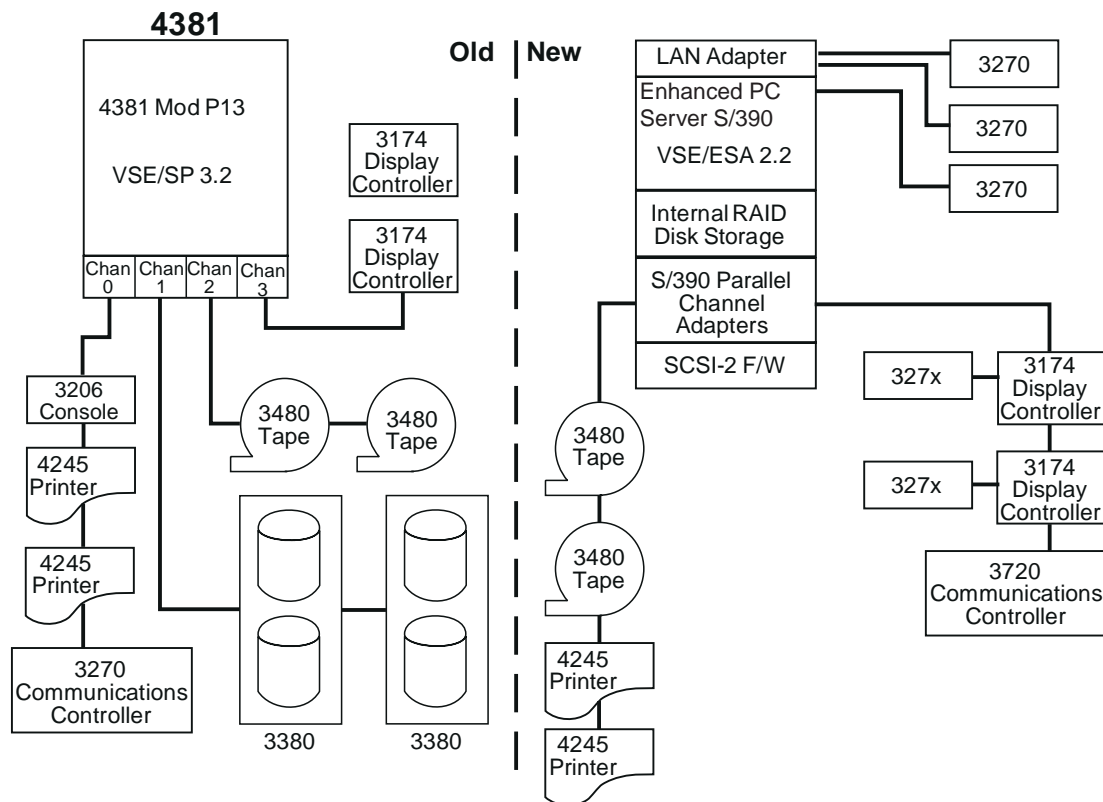 4381
4381 Mod P13
VSE/SP 3.2
Chan
0
Chan
1
Chan
2
Chan
3
3174
Display
Controller
3174
Display
Controller
3206
Console
4245
Printer
4245
Printer
3270
Communications
Controller
3480
Tape
3480
Tape
3380
3380
Old
New
LAN Adapter
Enhanced PC
Server S/390
VSE/ESA 2.2
Internal RAID
Disk Storage
S/390 Parallel
Channel
Adapters
SCSI-2 F/W
3270
3270
3270
327x
3174
Display
Controller
327x
3174
Display
Controller
3720
Communications
Controller
3480
Tape
3480
Tape
4245
Printer
4245
Printer